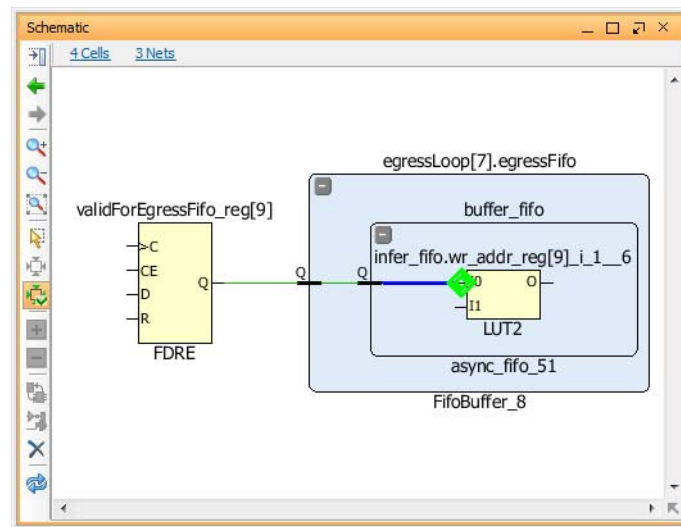 Schematic
4 Cells 3 Nets
egressLoop[7].egressFifo
validForEgressFifo_reg[9]
buffer_fifo
infer_fifo.wr_addr_reg[9]_i_1__6
C
CE
D
R
Q
Q
Q
O
I1
LUT2
FDRE
async_fifo_51
FifoBuffer_8